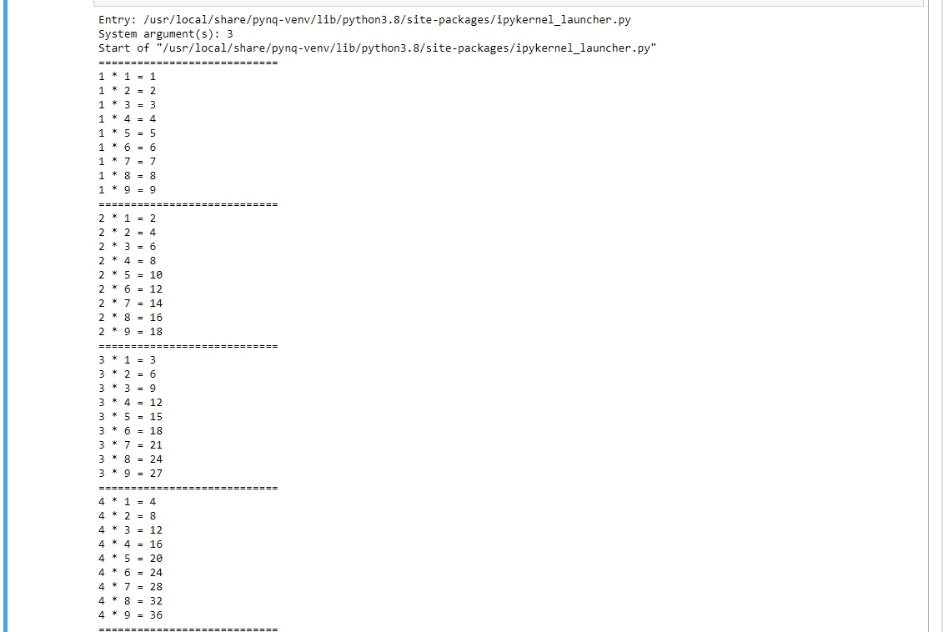 Entry: /usr/local/share/pynq-venv/lib/python3.8/site-packages/ipykernel_launcher.py
System argument(s): 3
Start of "/usr/local/share/pynq-venv/lib/python3.8/site-packages/ipykernel_launcher.py"
============================
1 * 1 = 1
1 * 2 = 2
1 * 3 = 3
1 * 4 = 4
1 * 5 = 5
1 * 6 = 6
1 * 7 = 7
1 * 8 = 8
1 * 9 = 9
============================
2 * 1 = 2
2 * 2 = 4
2 * 3 = 6
2 * 4 = 8
2 * 5 = 10
2 * 6 = 12
2 * 7 = 14
2 * 8 = 16
2 * 9 = 18
============================
3 * 1 = 3
3 * 2 = 6
3 * 3 = 9
3 * 4 = 12
3 * 5 = 15
3 * 6 = 18
3 * 7 = 21
3 * 8 = 24
3 * 9 = 27
============================
4 * 1 = 4
4 * 2 = 8
4 * 3 = 12
4 * 4 = 16
4 * 5 = 20
4 * 6 = 24
4 * 7 = 28
4 * 8 = 32
4 * 9 = 36
============================